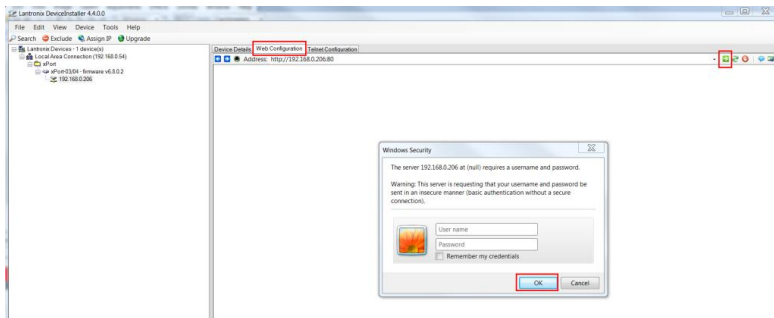 Lantronix DeviceInstaller 4.4.0.0
File Edit View Device Tools Help
Search Exclude Assign IP Upgrade
Lantronix Devices - 1 device(s)
Local Area Connection (192.168.0.54)
xPort
xPort-03/04 - firmware v6.8.0.2
192.168.0.206
Device Details Web Configuration Telnet Configuration
Address: http://192.168.0.206:80
Windows Security
The server 192.168.0.206 at (null) requires a username and password.
Warning: This server is requesting that your username and password be
sent in an insecure manner (basic authentication without a secure
connection).
User name
Password
Remember my credentials
OK Cancel